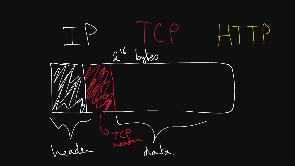 IP TCP HTTP
2^16 bytes
TCP
header
header data